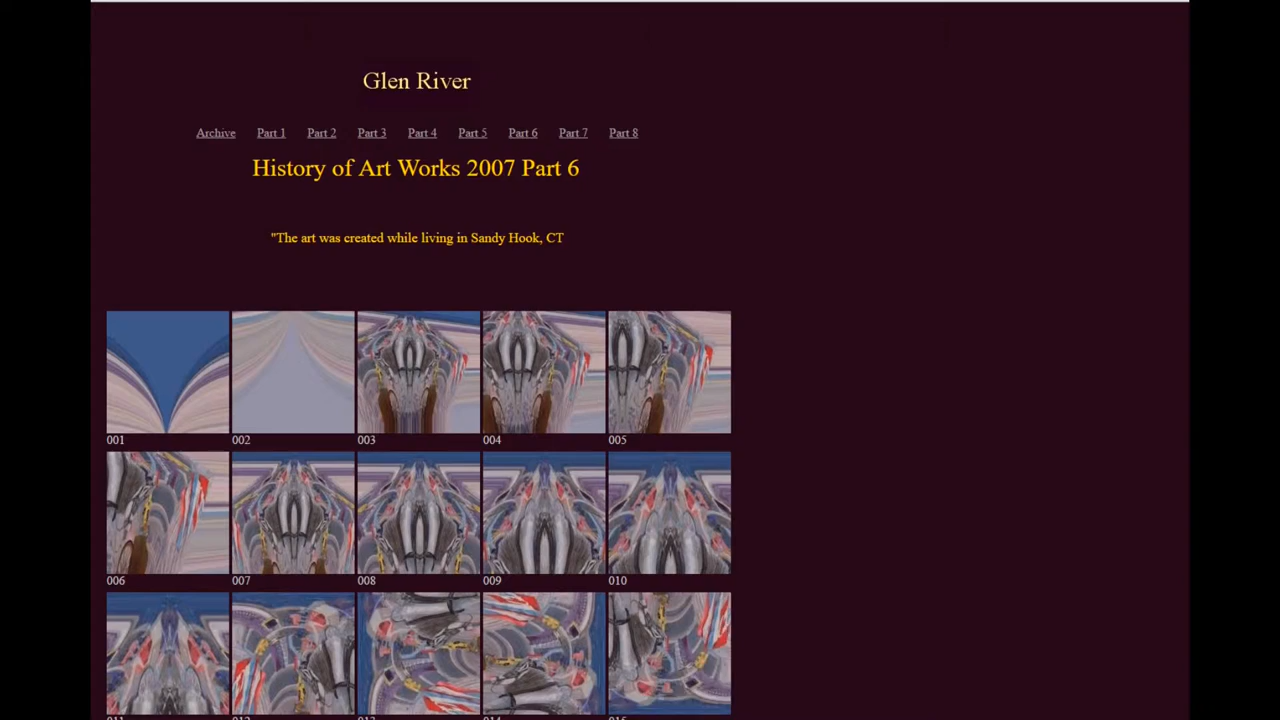 Glen River
Archive Part 1 Part 2 Part 3 Part 4 Part 5 Part 6 Part 7 Part 8
History of Art Works 2007 Part 6
"The art was created while living in Sandy Hook, CT
001 002 003 004 005
006 007 008 009 010